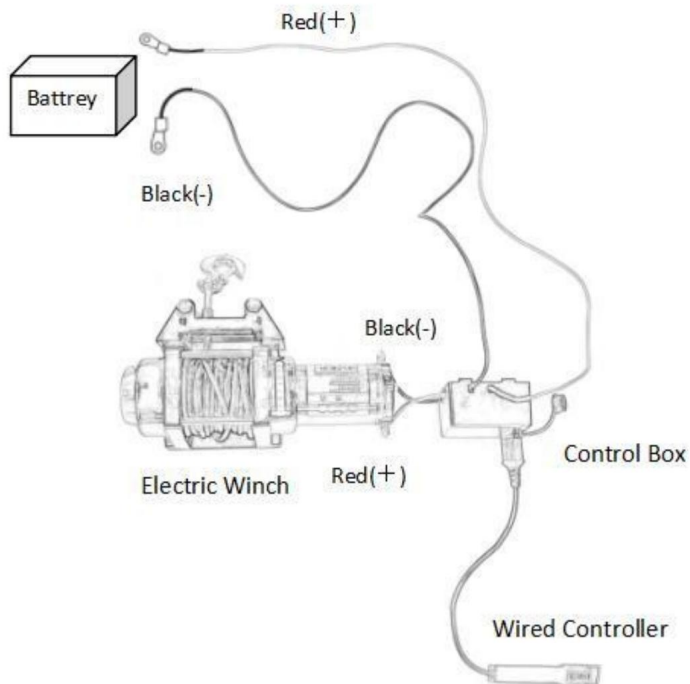 Red(+)
Battrey
Black(-)
Black(-)
Control Box
Electric Winch
Red(+)
Wired Controller